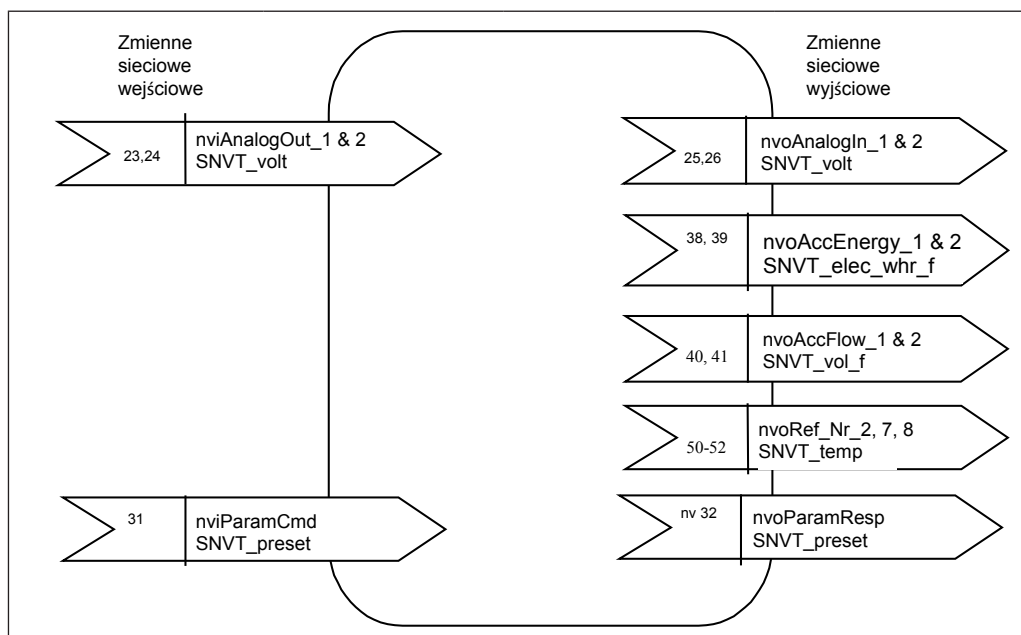 Zmienne
sieciowe
wejściowe
23,24
nviAnalogOut_1 & 2
SNVT_volt
31
nviParamCmd
SNVT_preset
Zmienne
sieciowe
wyjściowe
25,26
nvoAnalogIn_1 & 2
SNVT_volt
38, 39
nvoAccEnergy_1 & 2
SNVT_elec_whr_f
40, 41
nvoAccFlow_1 & 2
SNVT_vol_f
50-52
nvoRef_Nr_2, 7, 8
SNVT_temp
nv 32
nvoParamResp
SNVT_preset